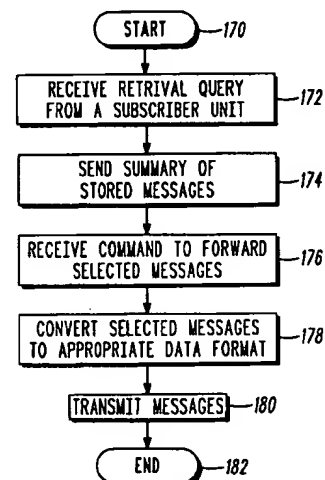 START 170
RECEIVE RETRIVAL QUERY
FROM A SUBSCRIBER UNIT 172
SEND SUMMARY OF
STORED MESSAGES 174
RECEIVE COMMAND TO FORWARD
SELECTED MESSAGES 176
CONVERT SELECTED MESSAGES
TO APPROPRIATE DATA FORMAT 178
TRANSMIT MESSAGES 180
END 182